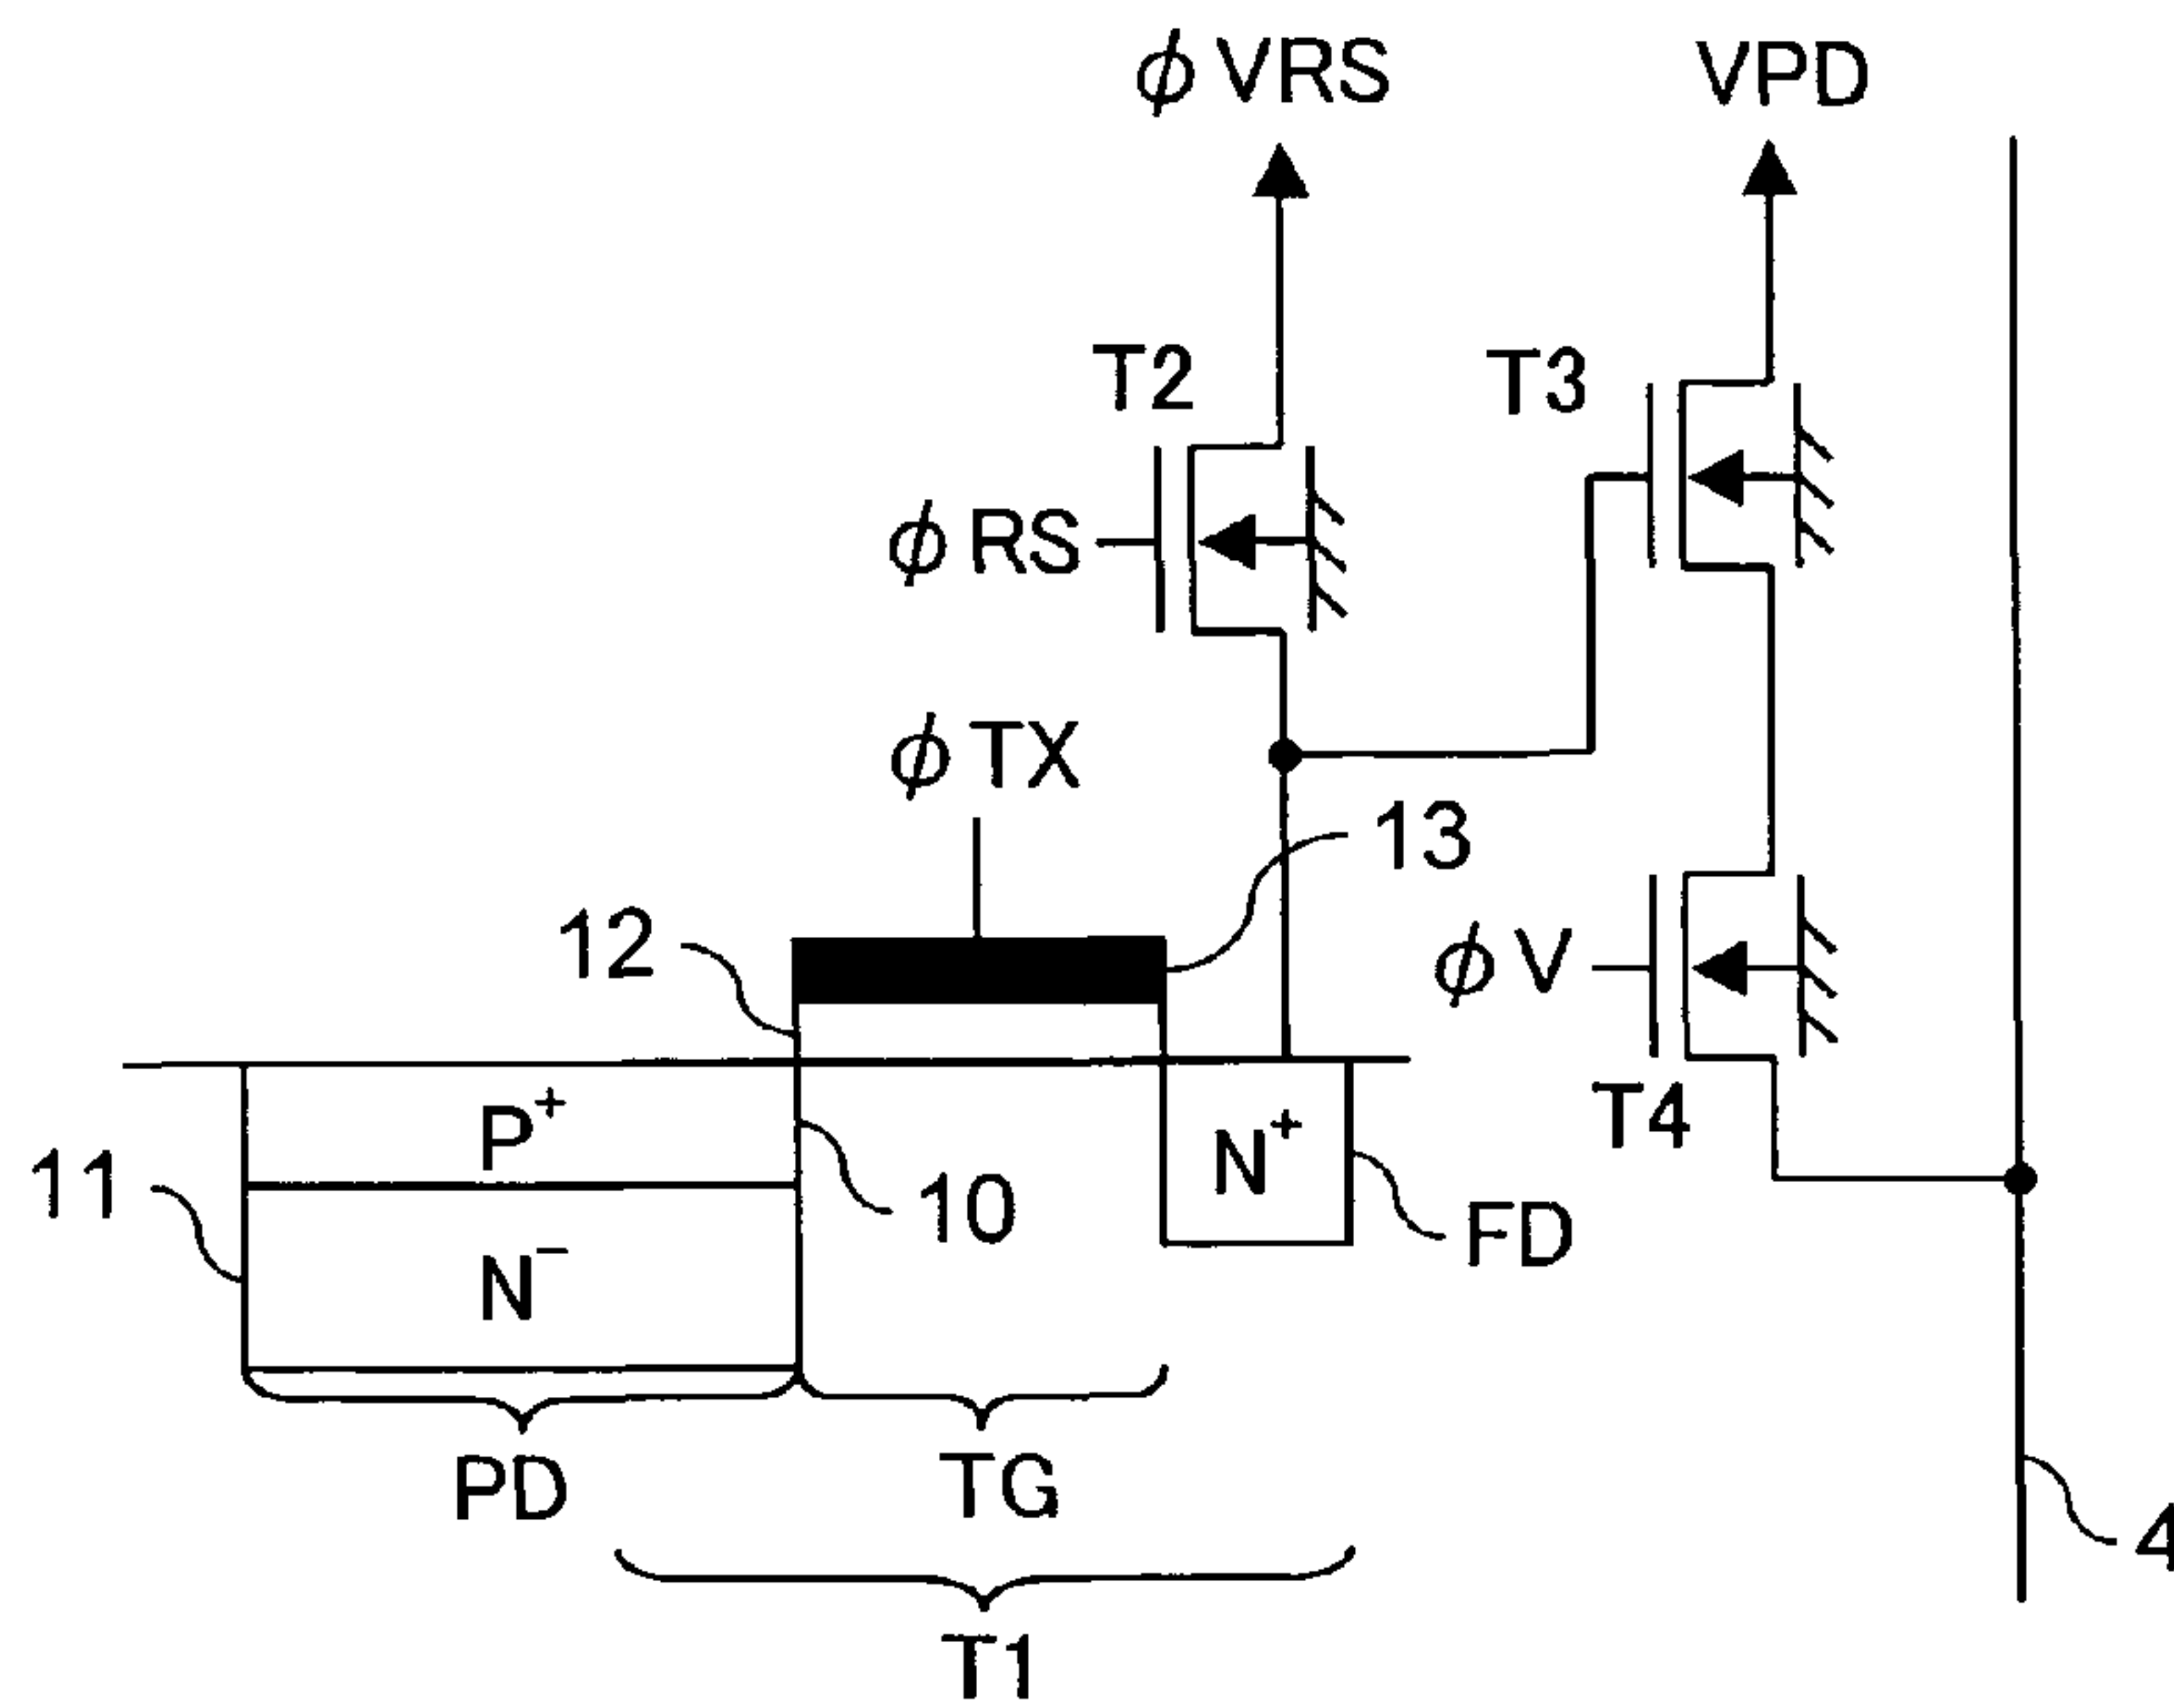 φVRS VPD
T2 T3
φRS
φTX
13
12
φV
P+
T4
11
10
N+
FD
N−
PD TG
4
T1